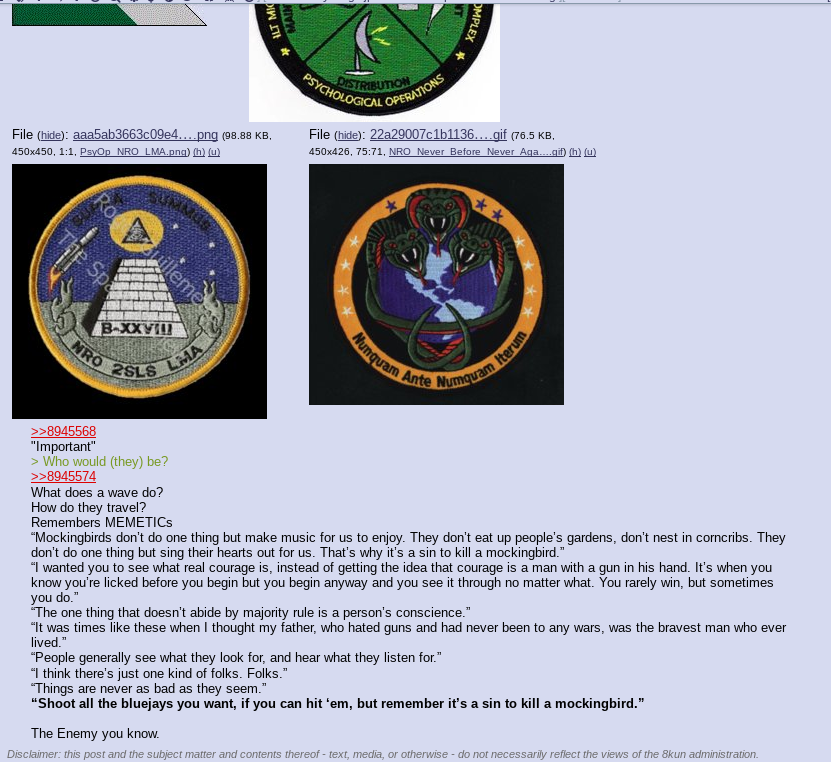 ILT MIC
MAIN
ENT
OMPLEX
DISTRIBUTION
PSYCHOLOGICAL OPERATIONS
File (hide): aaa5ab3663c09e4….png (98.88 KB,
450x450, 1:1, PsyOp_NRO_LMA.png) (h) (u)
File (hide): 22a29007c1b1136….gif (76.5 KB,
450x426, 75:71, NRO_Never_Before_Never_Aga….gif) (h) (u)
SUPRA SUMMUS
B-XXVIII
NRO 2SLS LMA
Nunquam Ante Numquam Iterum
>>8945568
"Important"
> Who would (they) be?
>>8945574
What does a wave do?
How do they travel?
Remembers MEMETICs
“Mockingbirds don’t do one thing but make music for us to enjoy. They don’t eat up people’s gardens, don’t nest in corncribs. They
don’t do one thing but sing their hearts out for us. That’s why it’s a sin to kill a mockingbird.”
“I wanted you to see what real courage is, instead of getting the idea that courage is a man with a gun in his hand. It’s when you
know you’re licked before you begin but you begin anyway and you see it through no matter what. You rarely win, but sometimes
you do.”
“The one thing that doesn’t abide by majority rule is a person’s conscience.”
“It was times like these when I thought my father, who hated guns and had never been to any wars, was the bravest man who ever
lived.”
“People generally see what they look for, and hear what they listen for.”
“I think there’s just one kind of folks. Folks.”
“Things are never as bad as they seem.”
“Shoot all the bluejays you want, if you can hit ‘em, but remember it’s a sin to kill a mockingbird.”
The Enemy you know.
Disclaimer: this post and the subject matter and contents thereof - text, media, or otherwise - do not necessarily reflect the views of the 8kun administration.